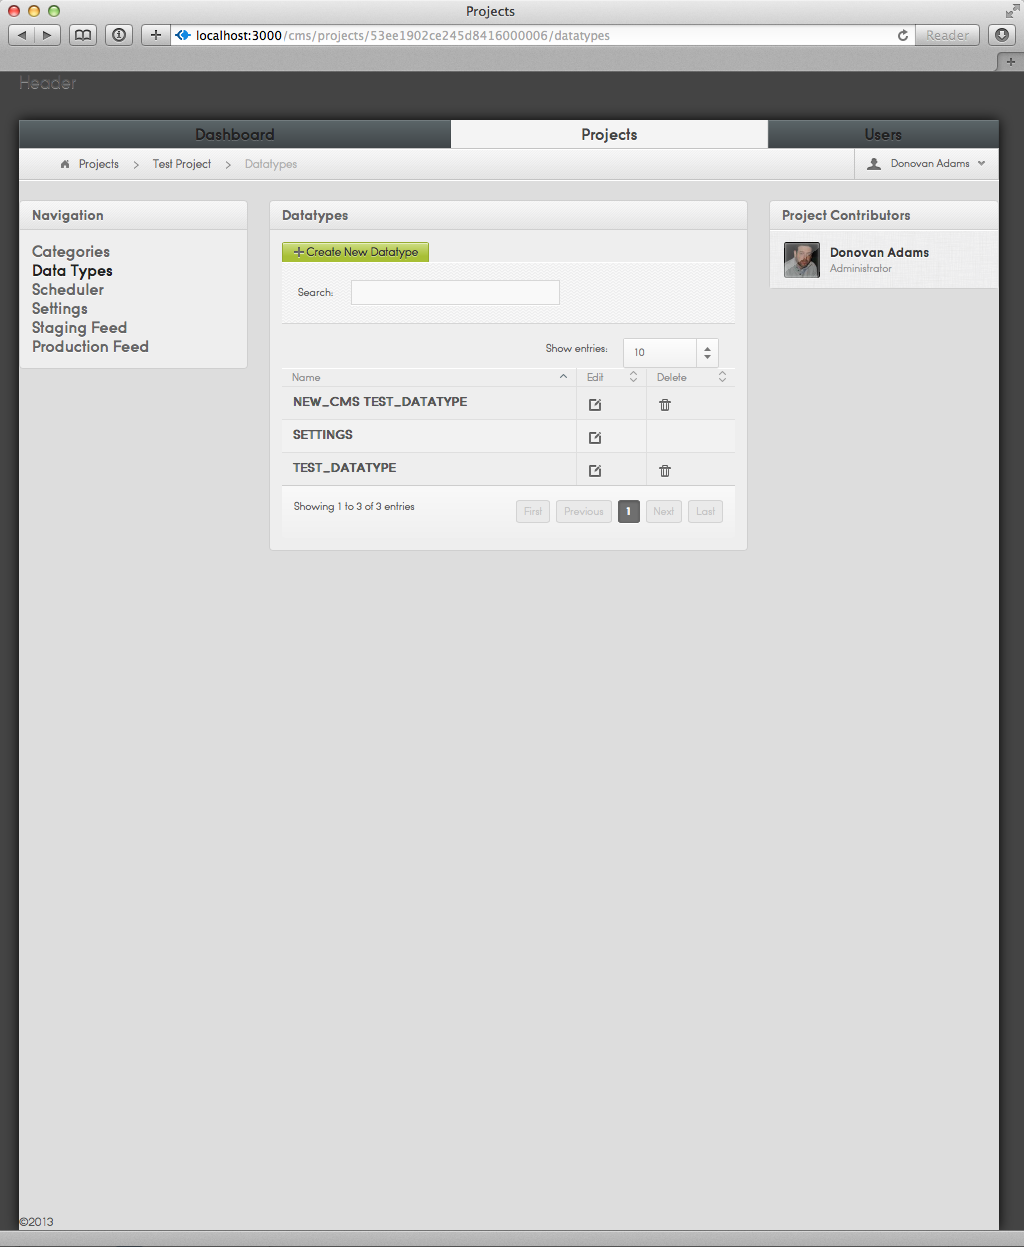 Projects
localhost:3000/cms/projects/53ee1902ce245d8416000006/datatypes
Reader
Header
Dashboard
Projects
Users
Projects
Test Project
Datatypes
Donovan Adams
Navigation
Categories
Data Types
Scheduler
Settings
Staging Feed
Production Feed
Datatypes
+ Create New Datatype
Search:
Show entries:
10
Name
Edit
Delete
NEW_CMS TEST_DATATYPE
SETTINGS
TEST_DATATYPE
Showing 1 to 3 of 3 entries
First
Previous
1
Next
Last
Project Contributors
Donovan Adams
Administrator
©2013